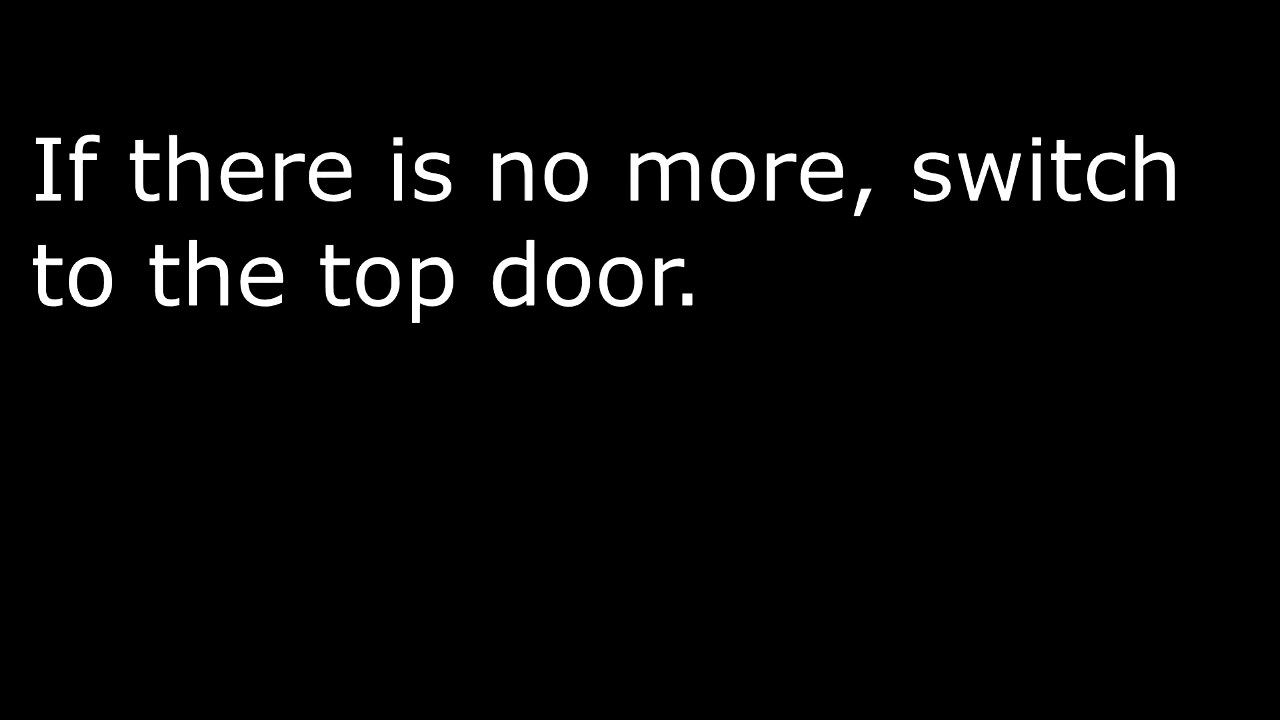 If there is no more, switch
to the top door.